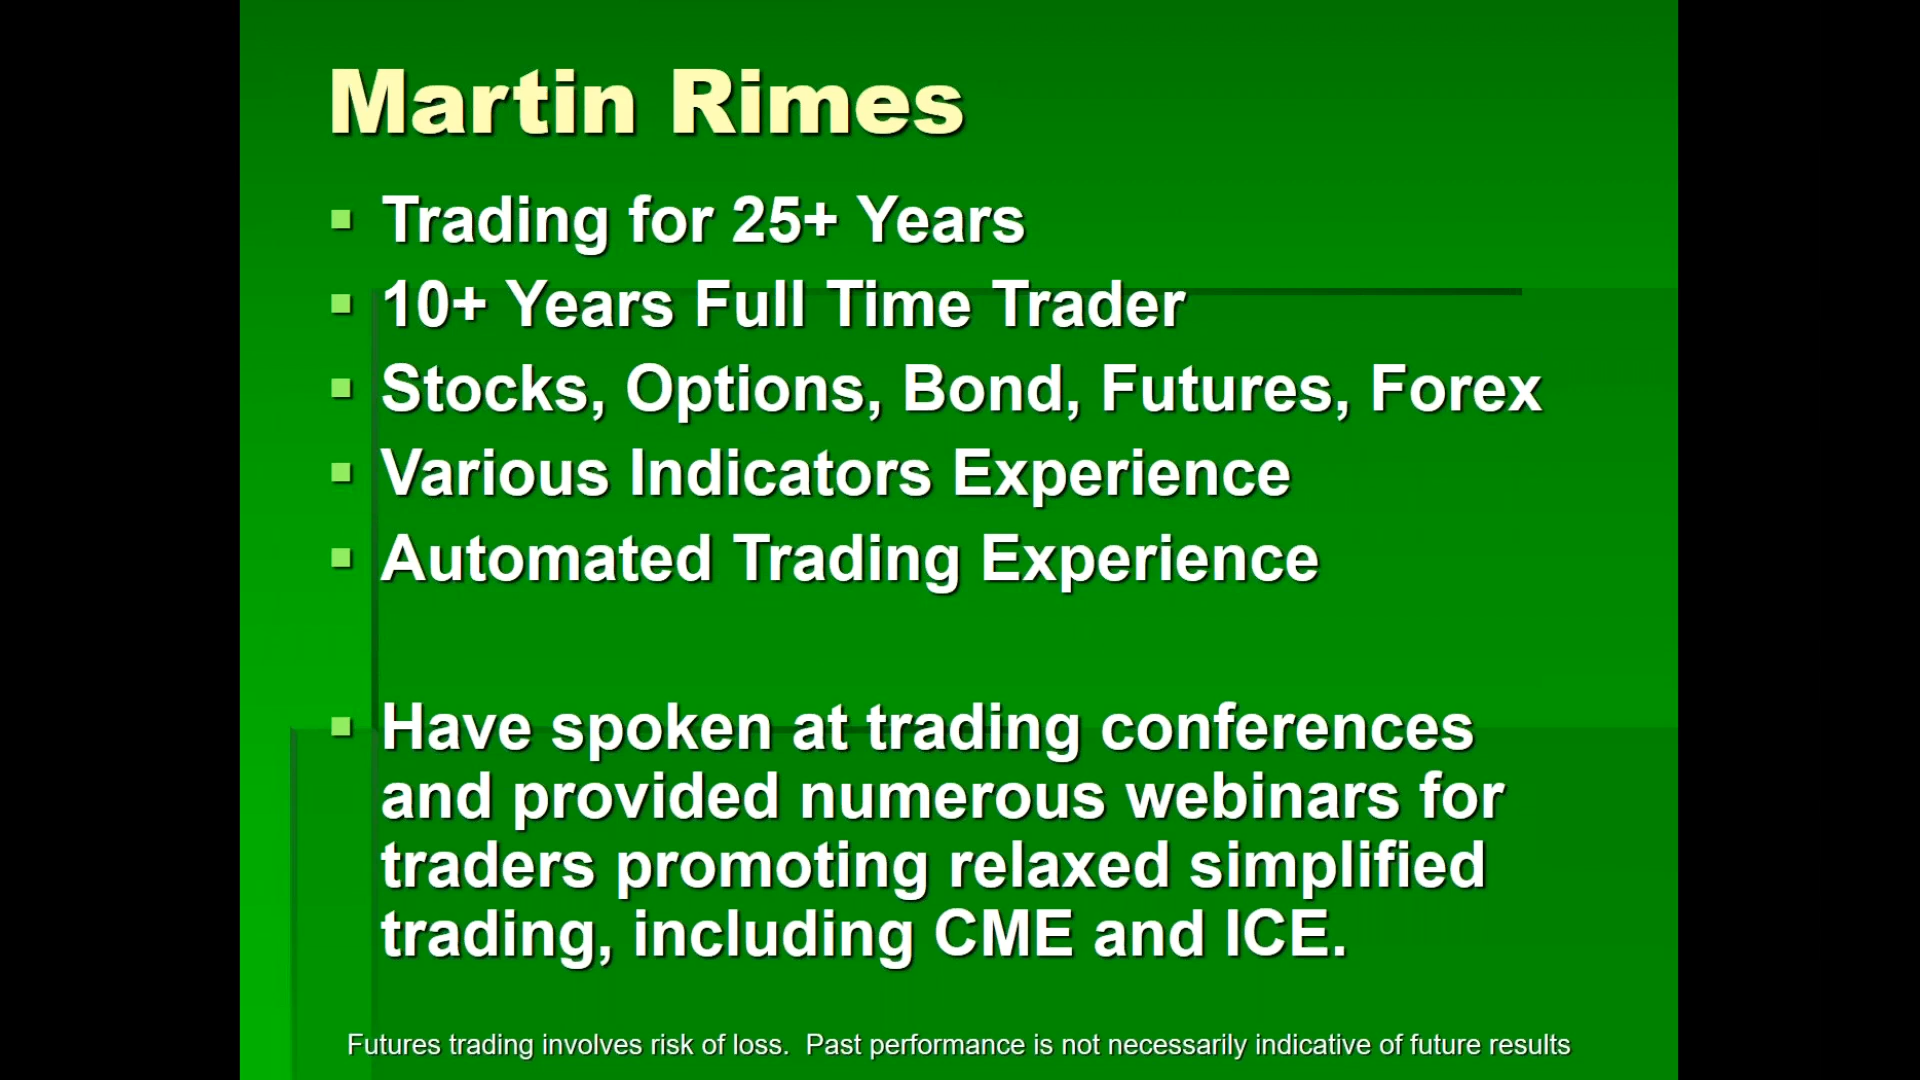 Martin Rimes
Trading for 25+ Years
10+ Years Full Time Trader
Stocks, Options, Bond, Futures, Forex
Various Indicators Experience
Automated Trading Experience
Have spoken at trading conferences
and provided numerous webinars for
traders promoting relaxed simplified
trading, including CME and ICE.
Futures trading involves risk of loss.  Past performance is not necessarily indicative of future results